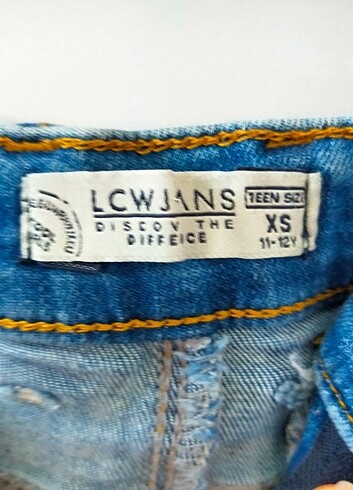 LCWJANS
DISCOV THE
DIFFEICE
TEEN SIZE
XS
11-12Y